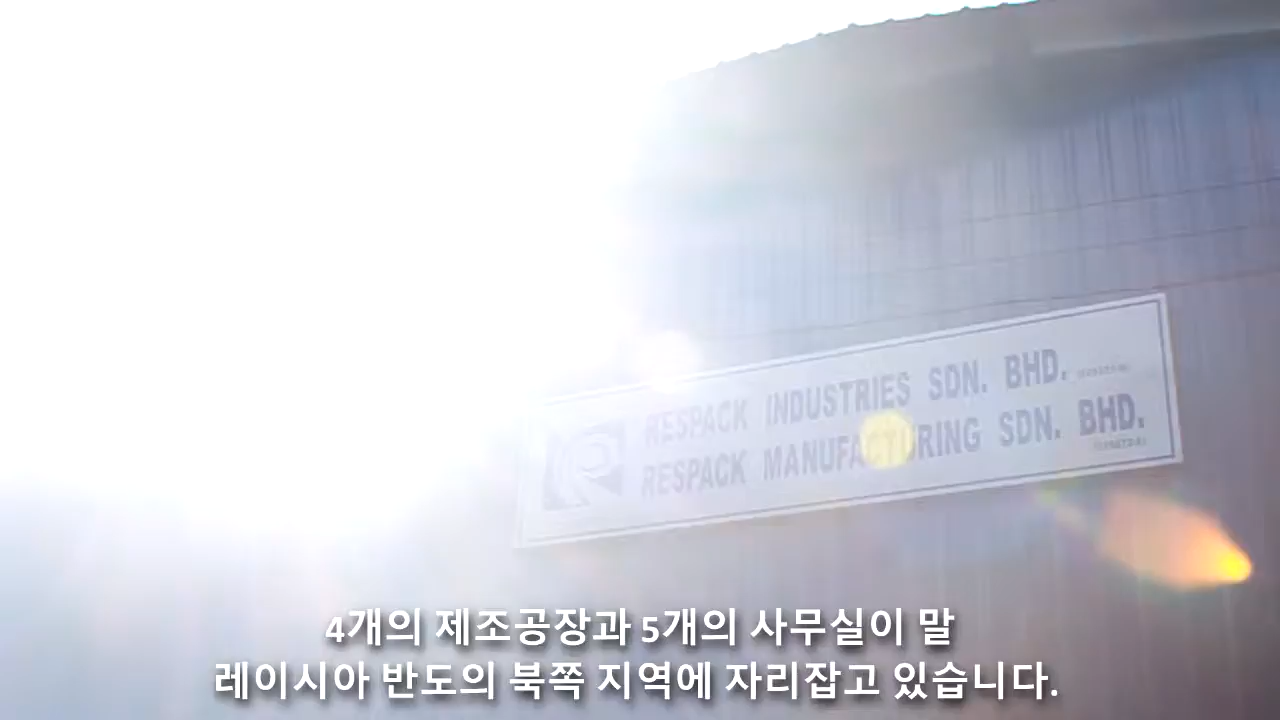 RESPACK INDUSTRIES SDN. BHD.
RESPACK MANUFACTURING SDN. BHD.
4개의 제조공장과 5개의 사무실이 말
레이시아 반도의 북쪽 지역에 자리잡고 있습니다.